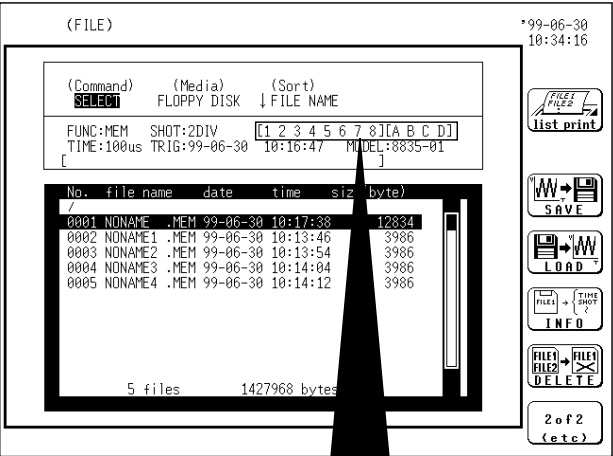 (FILE)
'99-06-30
10:34:16
(Command) (Media) (Sort)
SELECT FLOPPY DISK ↓FILE NAME
FUNC:MEM SHOT:2DIV [1 2 3 4 5 6 7 8][A B C D]
TIME:100us TRIG:99-06-30 10:16:47 MODEL:8835-01
[ ]
No. file name date time siz (byte)
/
0001 NONAME .MEM 99-06-30 10:17:38 12834
0002 NONAME1 .MEM 99-06-30 10:13:46 3986
0003 NONAME2 .MEM 99-06-30 10:13:54 3986
0004 NONAME3 .MEM 99-06-30 10:14:04 3986
0005 NONAME4 .MEM 99-06-30 10:14:12 3986
5 files 1427968 bytes
FILE1
FILE2
list print
SAVE
LOAD
FILE1 → TIME
SHOT
INFO
FILE1 → FILE1
FILE2
DELETE
2of2
(etc)